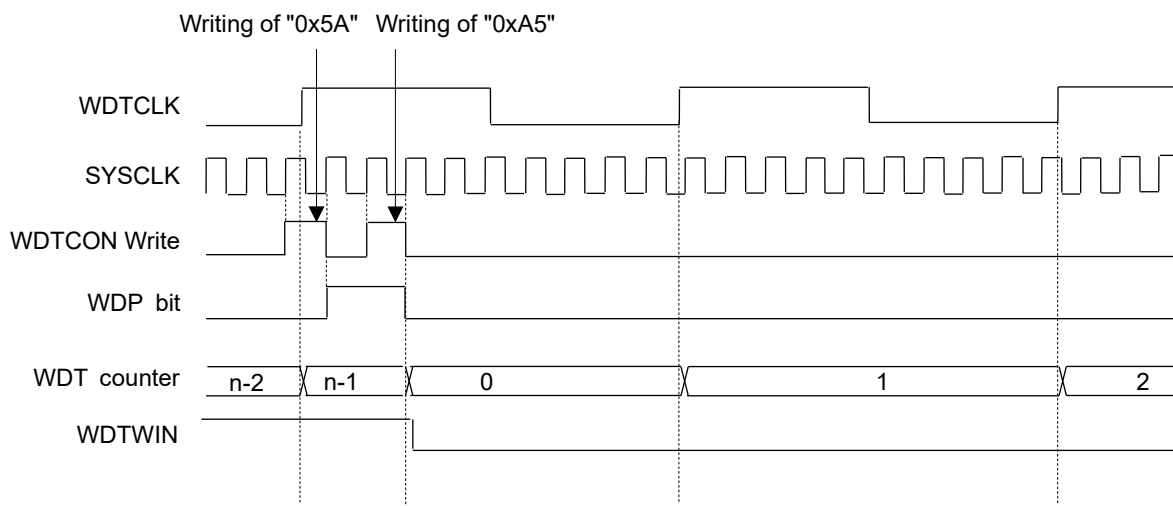 Writing of "0x5A" Writing of "0xA5"
WDTCLK
SYSCLK
WDTCON Write
WDP bit
WDT counter n-2 n-1 0 1 2
WDTWIN